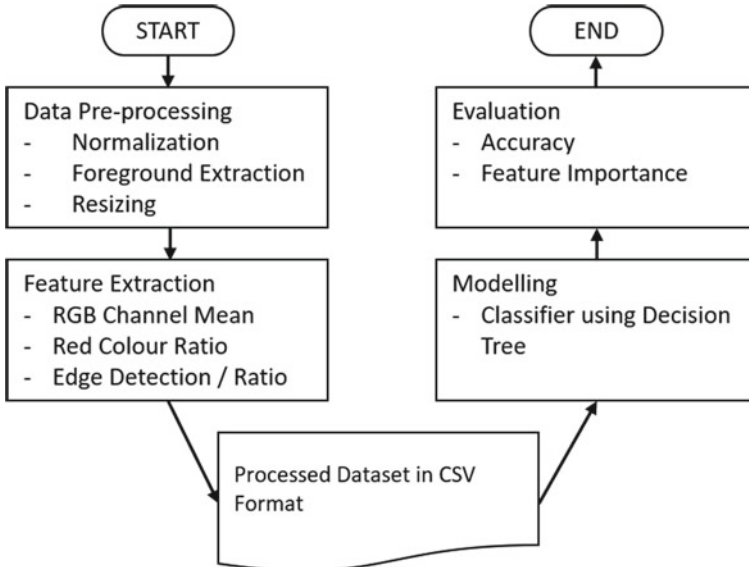 START
Data Pre-processing
- Normalization
- Foreground Extraction
- Resizing
Feature Extraction
- RGB Channel Mean
- Red Colour Ratio
- Edge Detection / Ratio
Processed Dataset in CSV
Format
Modelling
- Classifier using Decision
Tree
Evaluation
- Accuracy
- Feature Importance
END